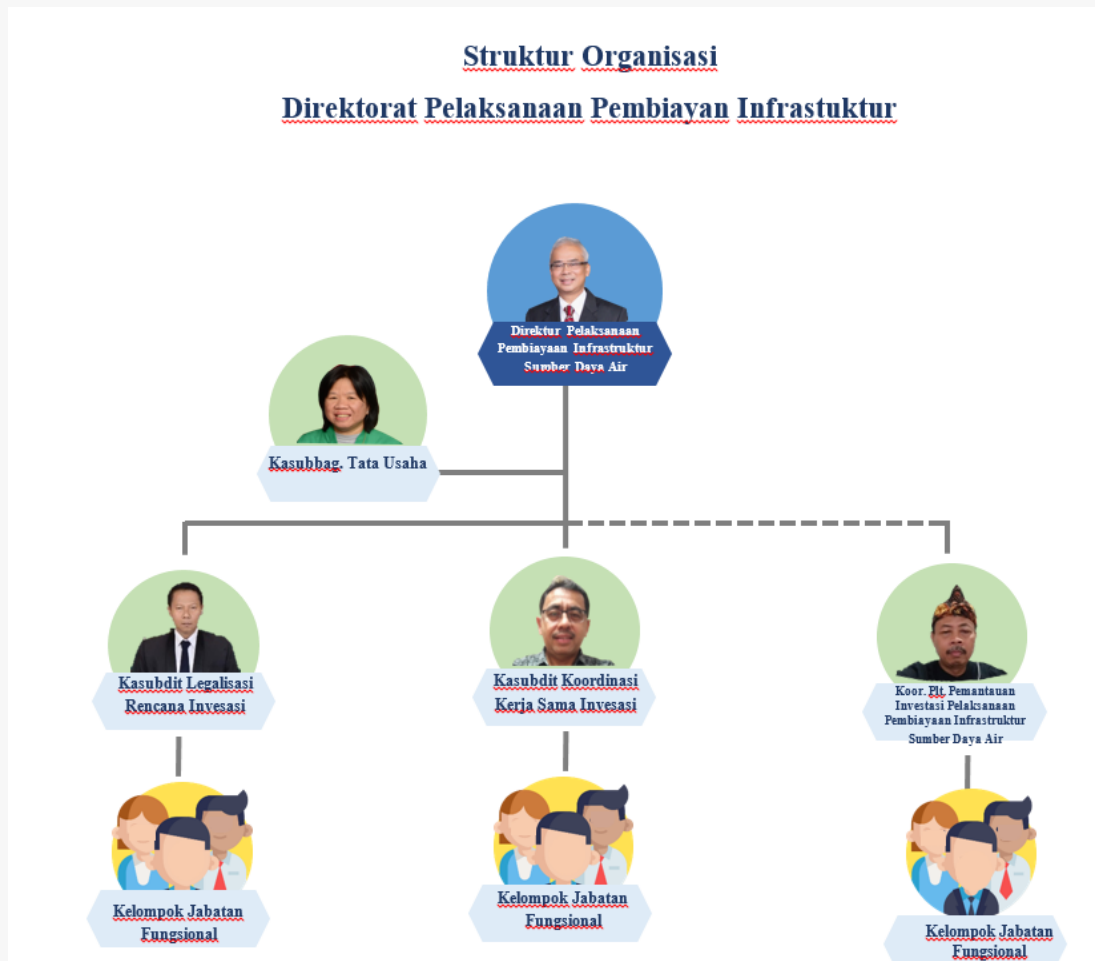 Struktur Organisasi
Direktorat Pelaksanaan Pembiayan Infrastuktur
Direktur Pelaksanaan
Pembiayaan Infrastruktur
Sumber Daya Air
Kasubbag. Tata Usaha
Kasubdit Legalisasi
Rencana Invesasi
Kasubdit Koordinasi
Kerja Sama Invesasi
Koor. Plt. Pemantauan
Investasi Pelaksanaan
Pembiayaan Infrastruktur
Sumber Daya Air
Kelompok Jabatan
Fungsional
Kelompok Jabatan
Fungsional
Kelompok Jabatan
Fungsional